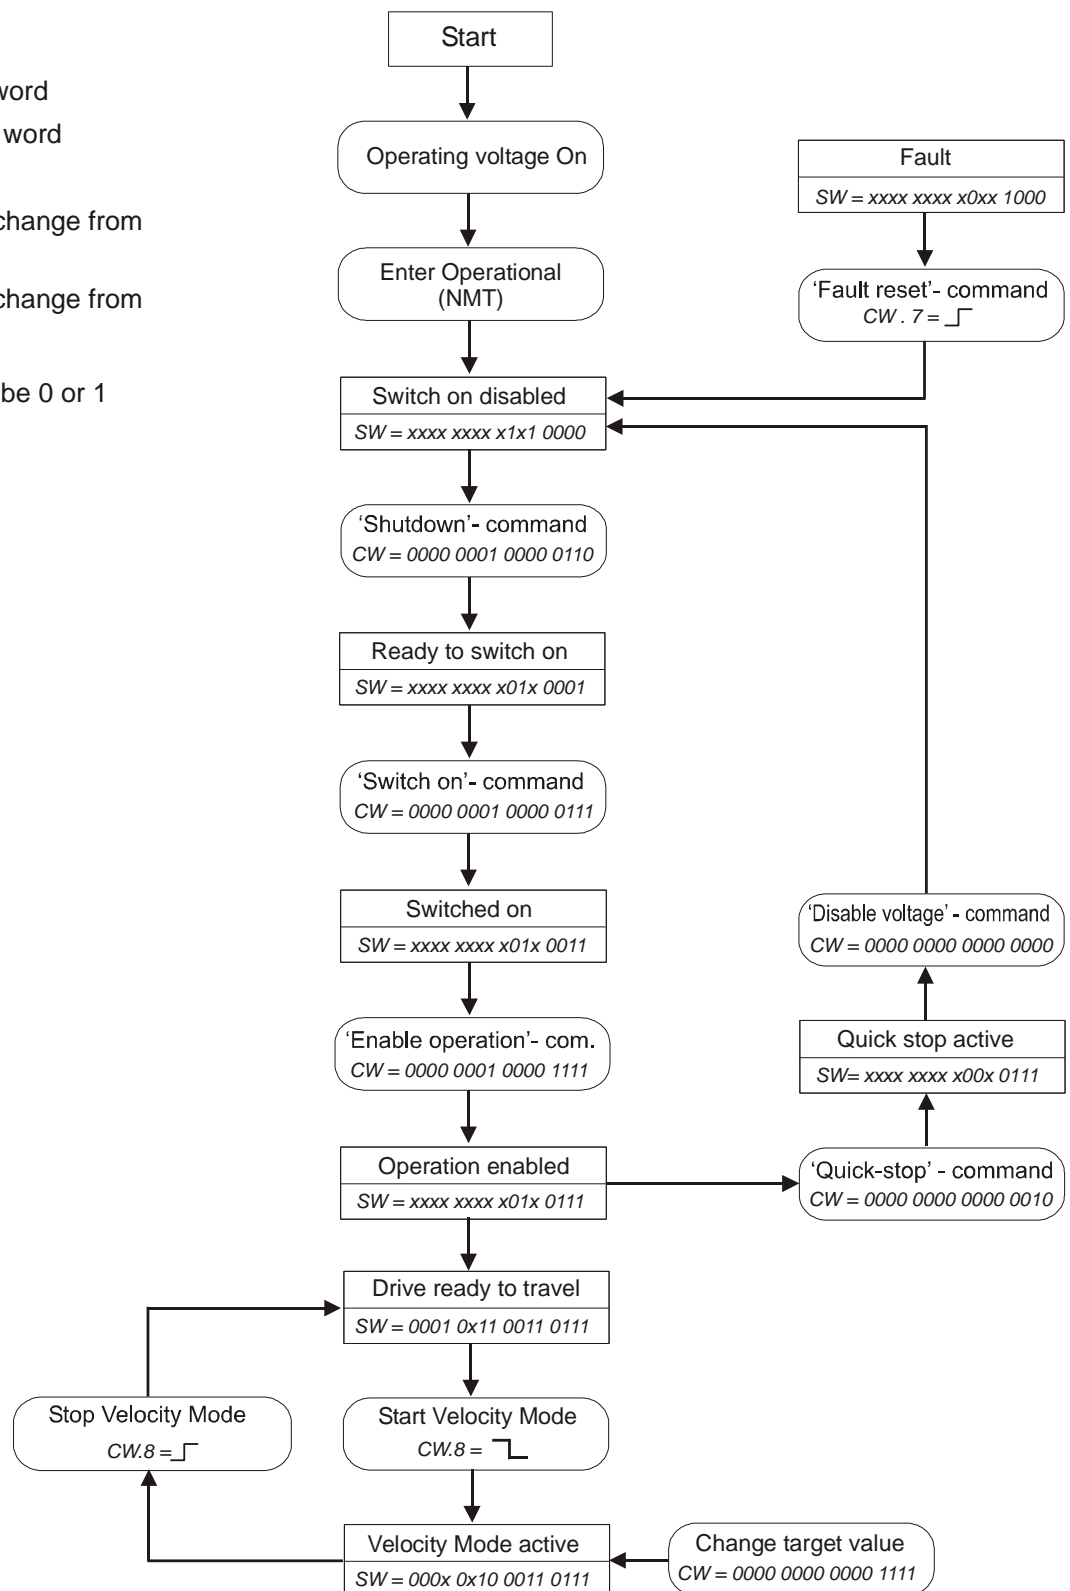 Start
word
word
change from
change from
be 0 or 1
Operating voltage On
Enter Operational
(NMT)
Fault
SW = xxxx xxxx x0xx 1000
'Fault reset'- command
CW . 7 =
Switch on disabled
SW = xxxx xxxx x1x1 0000
'Shutdown'- command
CW = 0000 0001 0000 0110
Ready to switch on
SW = xxxx xxxx x01x 0001
'Switch on'- command
CW = 0000 0001 0000 0111
Switched on
SW = xxxx xxxx x01x 0011
'Enable operation'- com.
CW = 0000 0001 0000 1111
Operation enabled
SW = xxxx xxxx x01x 0111
'Disable voltage' - command
CW = 0000 0000 0000 0000
Quick stop active
SW= xxxx xxxx x00x 0111
'Quick-stop' - command
CW = 0000 0000 0000 0010
Drive ready to travel
SW = 0001 0x11 0011 0111
Stop Velocity Mode
CW.8 =
Start Velocity Mode
CW.8 =
Velocity Mode active
SW = 000x 0x10 0011 0111
Change target value
CW = 0000 0000 0000 1111